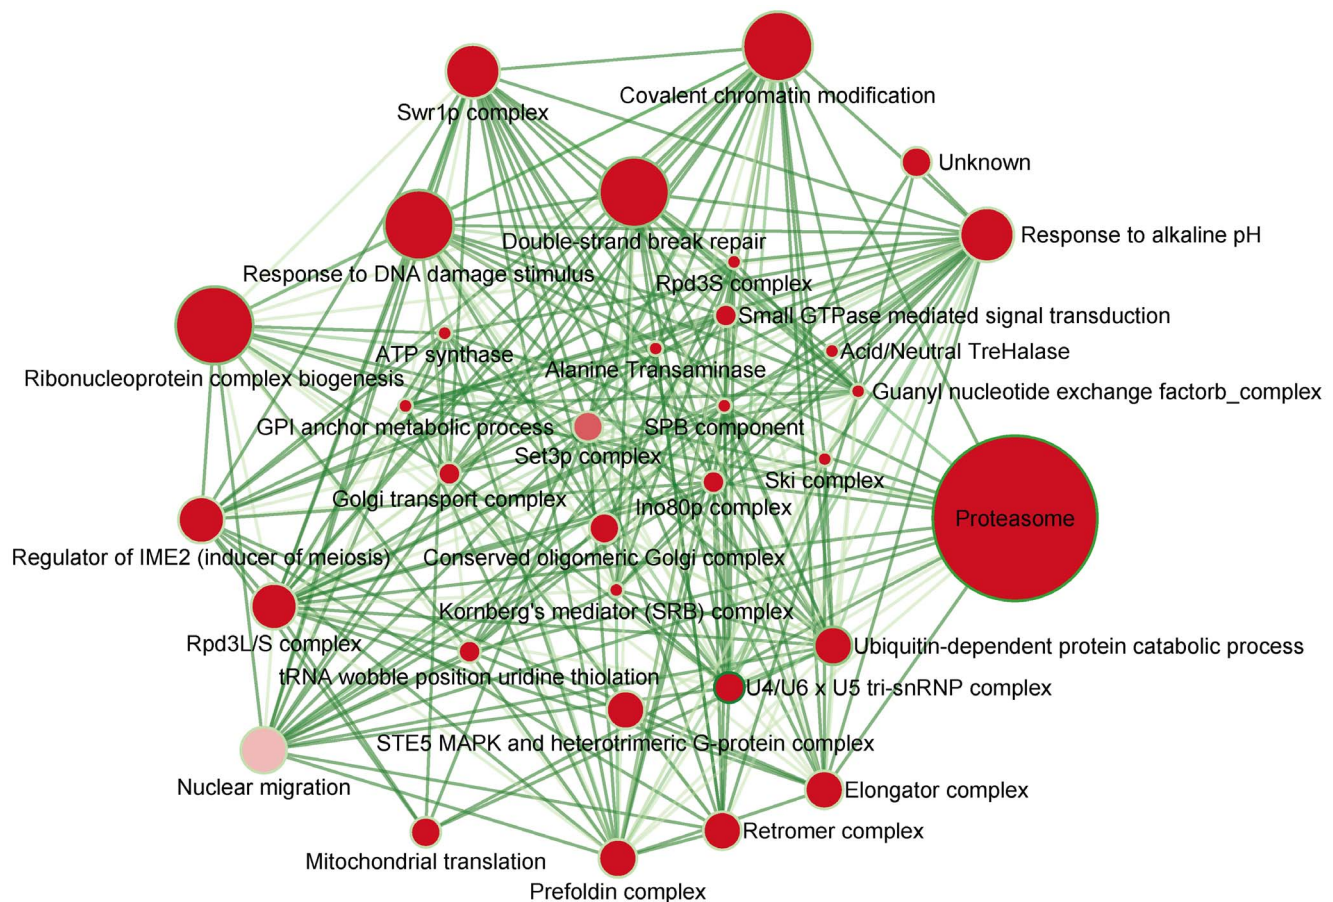 Covalent chromatin modification
Swr1p complex
Unknown
Response to alkaline pH
Double-strand break repair
Response to DNA damage stimulus
Rpd3S complex
Small GTPase mediated signal transduction
ATP synthase
Acid/Neutral TreHalase
Alanine Transaminase
Ribonucleoprotein complex biogenesis
Guanyl nucleotide exchange factorb_complex
GPI anchor metabolic process
SPB component
Set3p complex
Ski complex
Golgi transport complex
Ino80p complex
Proteasome
Regulator of IME2 (inducer of meiosis)
Conserved oligomeric Golgi complex
Kornberg's mediator (SRB) complex
Rpd3L/S complex
Ubiquitin-dependent protein catabolic process
tRNA wobble position uridine thiolation
U4/U6 x U5 tri-snRNP complex
STE5 MAPK and heterotrimeric G-protein complex
Nuclear migration
Elongator complex
Retromer complex
Mitochondrial translation
Prefoldin complex